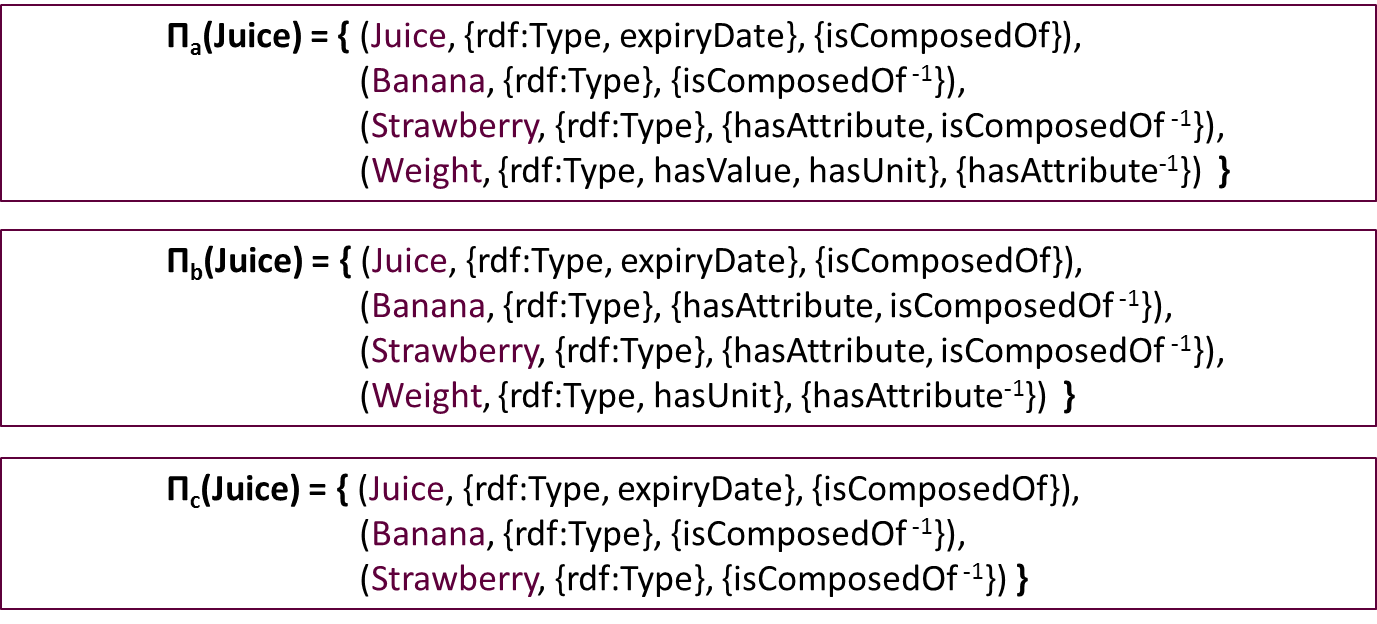 Πa(Juice) = { (Juice, {rdf:Type, expiryDate}, {isComposedOf}),
(Banana, {rdf:Type}, {isComposedOf -1}),
(Strawberry, {rdf:Type}, {hasAttribute, isComposedOf -1}),
(Weight, {rdf:Type, hasValue, hasUnit}, {hasAttribute-1}) }
Πb(Juice) = { (Juice, {rdf:Type, expiryDate}, {isComposedOf}),
(Banana, {rdf:Type}, {hasAttribute, isComposedOf -1}),
(Strawberry, {rdf:Type}, {hasAttribute, isComposedOf -1}),
(Weight, {rdf:Type, hasUnit}, {hasAttribute-1}) }
Πc(Juice) = { (Juice, {rdf:Type, expiryDate}, {isComposedOf}),
(Banana, {rdf:Type}, {isComposedOf -1}),
(Strawberry, {rdf:Type}, {isComposedOf -1}) }